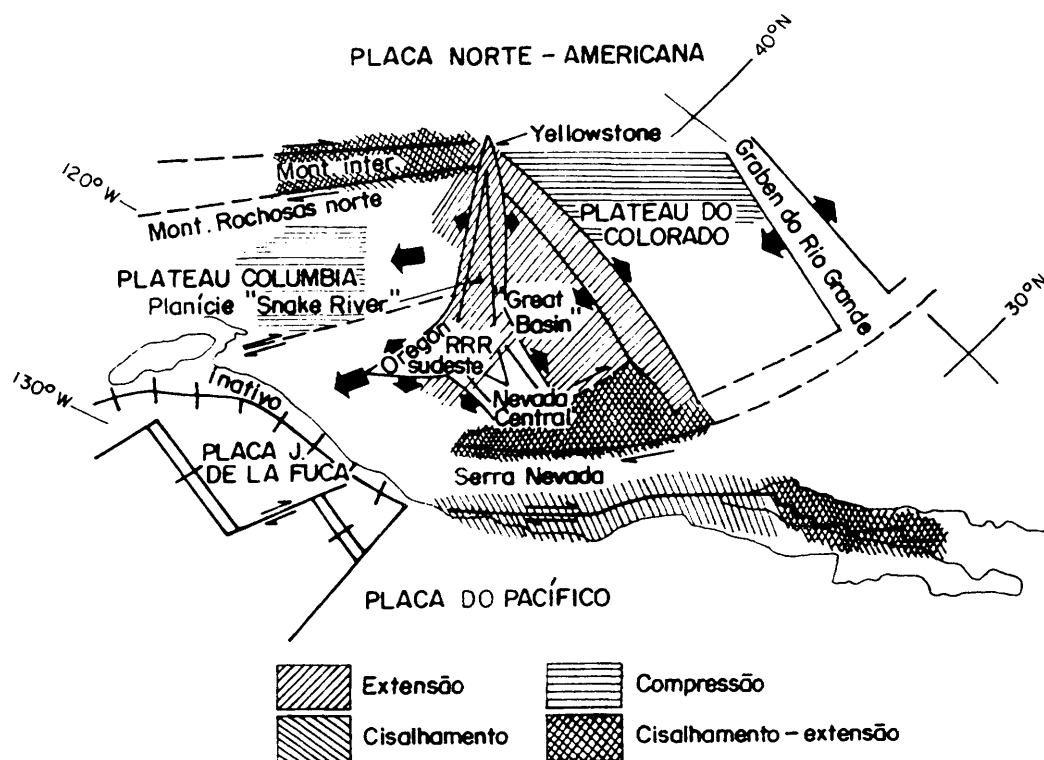 PLACA NORTE - AMERICANA
40°N
Yellowstone
Graben do Rio Grande
120° W
Mont. inter.
Mont. Rochosas norte
PLATEAU DO
COLORADO
PLATEAU COLUMBIA
Planície "Snake River"
"Great
Basin"
30°N
Oregon
RRR
sudeste
130° W
Inativo
Nevada
Central"
PLACA J.
DE LA FUCA
Serra Nevada
PLACA DO PACÍFICO
Extensão
Compressão
Cisalhamento
Cisalhamento - extensão